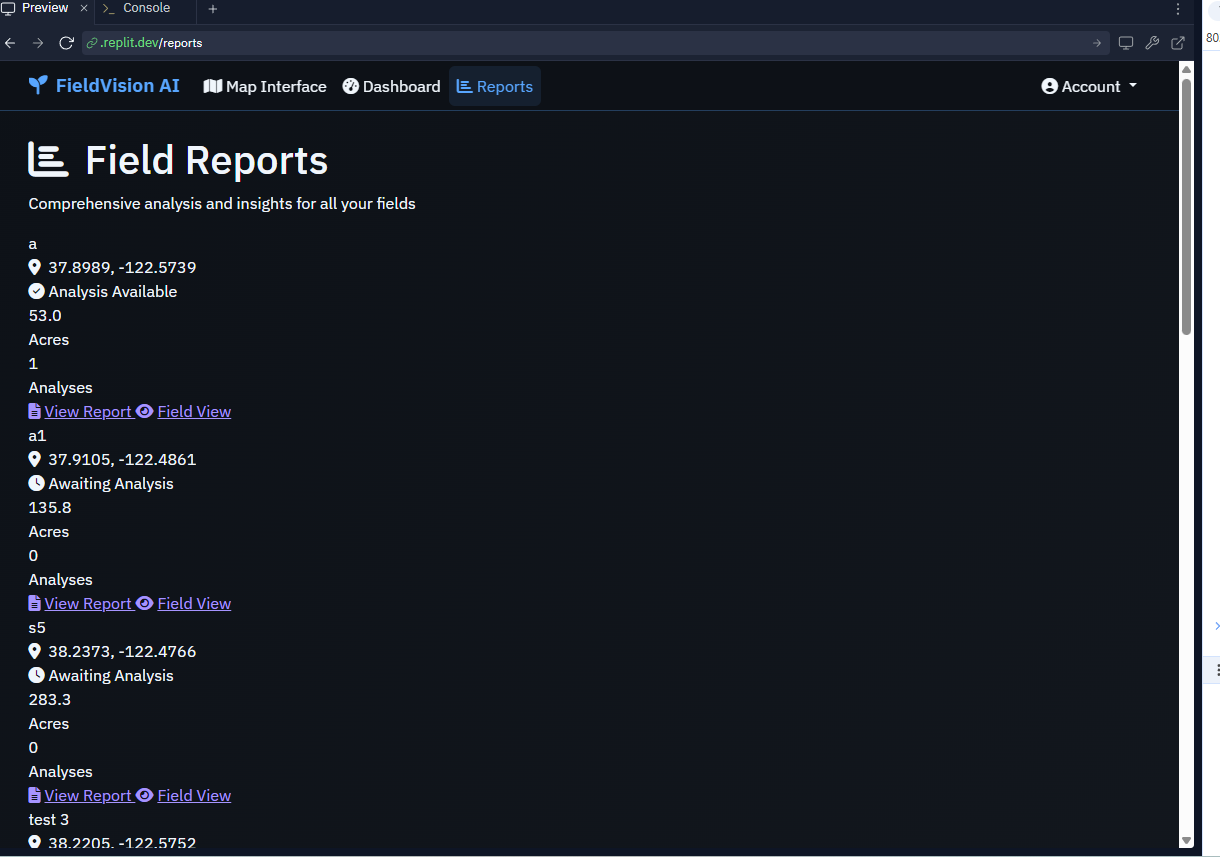 Preview × >_ Console +
.replit.dev/reports
80.
FieldVision AI Map Interface Dashboard Reports Account
Field Reports
Comprehensive analysis and insights for all your fields
a
37.8989, -122.5739
Analysis Available
53.0
Acres
1
Analyses
View Report Field View
a1
37.9105, -122.4861
Awaiting Analysis
135.8
Acres
0
Analyses
View Report Field View
s5
38.2373, -122.4766
Awaiting Analysis
283.3
Acres
0
Analyses
View Report Field View
test 3
38.2205, -122.5752